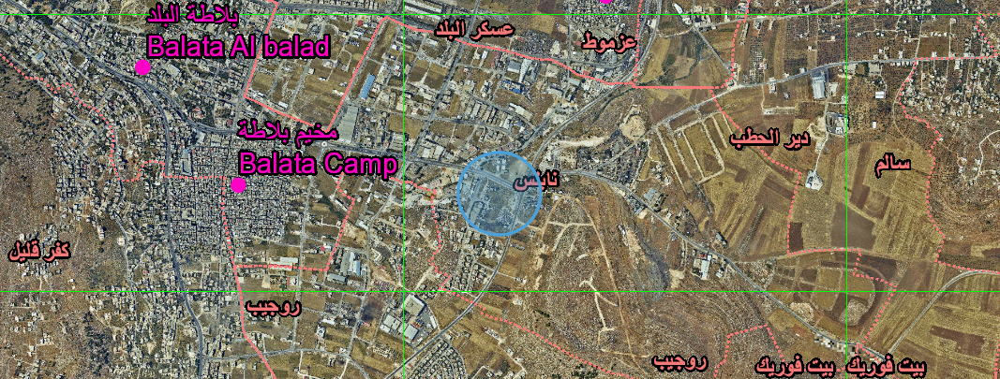 بلاطة البلد
Balata Al balad
عسكر البلد
عزموط
مخيم بلاطة
Balata Camp
دير الحطب
سالم
نابلس
كفر قليل
روجيب
روجيب
بيت فوريك
بيت فوريك